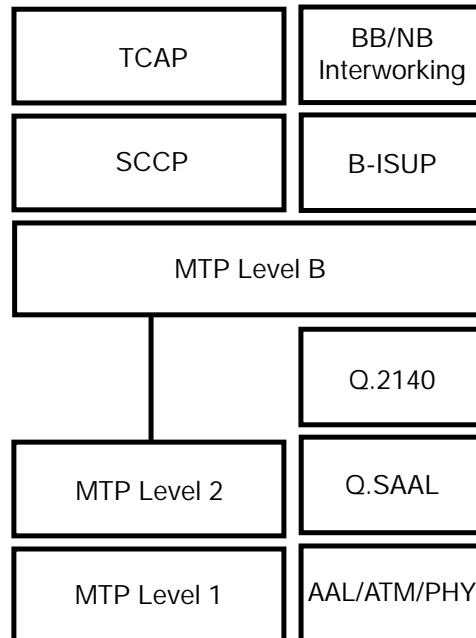 TCAP
BB/NB
Interworking
SCCP
B-ISUP
MTP Level B
Q.2140
MTP Level 2
Q.SAAL
MTP Level 1
AAL/ATM/PHY